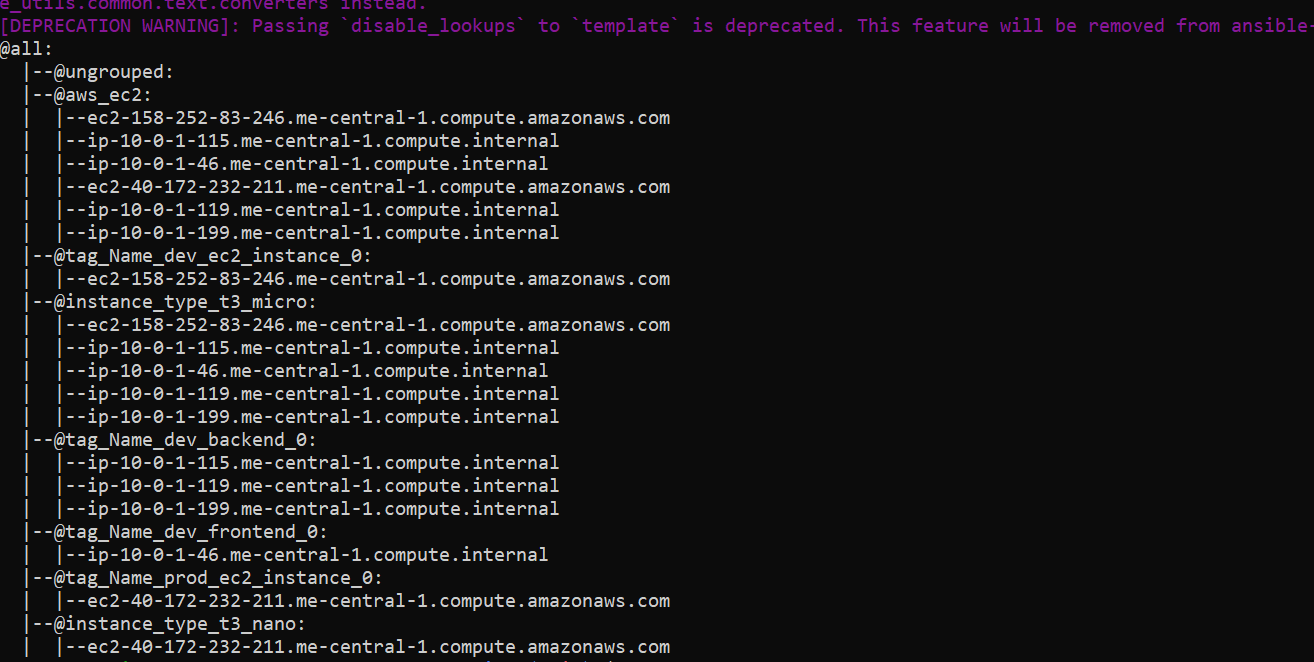 e_utils.common.text.converters instead.
[DEPRECATION WARNING]: Passing `disable_lookups` to `template` is deprecated. This feature will be removed from ansible-
@all:
  |--@ungrouped:
  |--@aws_ec2:
  |  |--ec2-158-252-83-246.me-central-1.compute.amazonaws.com
  |  |--ip-10-0-1-115.me-central-1.compute.internal
  |  |--ip-10-0-1-46.me-central-1.compute.internal
  |  |--ec2-40-172-232-211.me-central-1.compute.amazonaws.com
  |  |--ip-10-0-1-119.me-central-1.compute.internal
  |  |--ip-10-0-1-199.me-central-1.compute.internal
  |--@tag_Name_dev_ec2_instance_0:
  |  |--ec2-158-252-83-246.me-central-1.compute.amazonaws.com
  |--@instance_type_t3_micro:
  |  |--ec2-158-252-83-246.me-central-1.compute.amazonaws.com
  |  |--ip-10-0-1-115.me-central-1.compute.internal
  |  |--ip-10-0-1-46.me-central-1.compute.internal
  |  |--ip-10-0-1-119.me-central-1.compute.internal
  |  |--ip-10-0-1-199.me-central-1.compute.internal
  |--@tag_Name_dev_backend_0:
  |  |--ip-10-0-1-115.me-central-1.compute.internal
  |  |--ip-10-0-1-119.me-central-1.compute.internal
  |  |--ip-10-0-1-199.me-central-1.compute.internal
  |--@tag_Name_dev_frontend_0:
  |  |--ip-10-0-1-46.me-central-1.compute.internal
  |--@tag_Name_prod_ec2_instance_0:
  |  |--ec2-40-172-232-211.me-central-1.compute.amazonaws.com
  |--@instance_type_t3_nano:
  |  |--ec2-40-172-232-211.me-central-1.compute.amazonaws.com